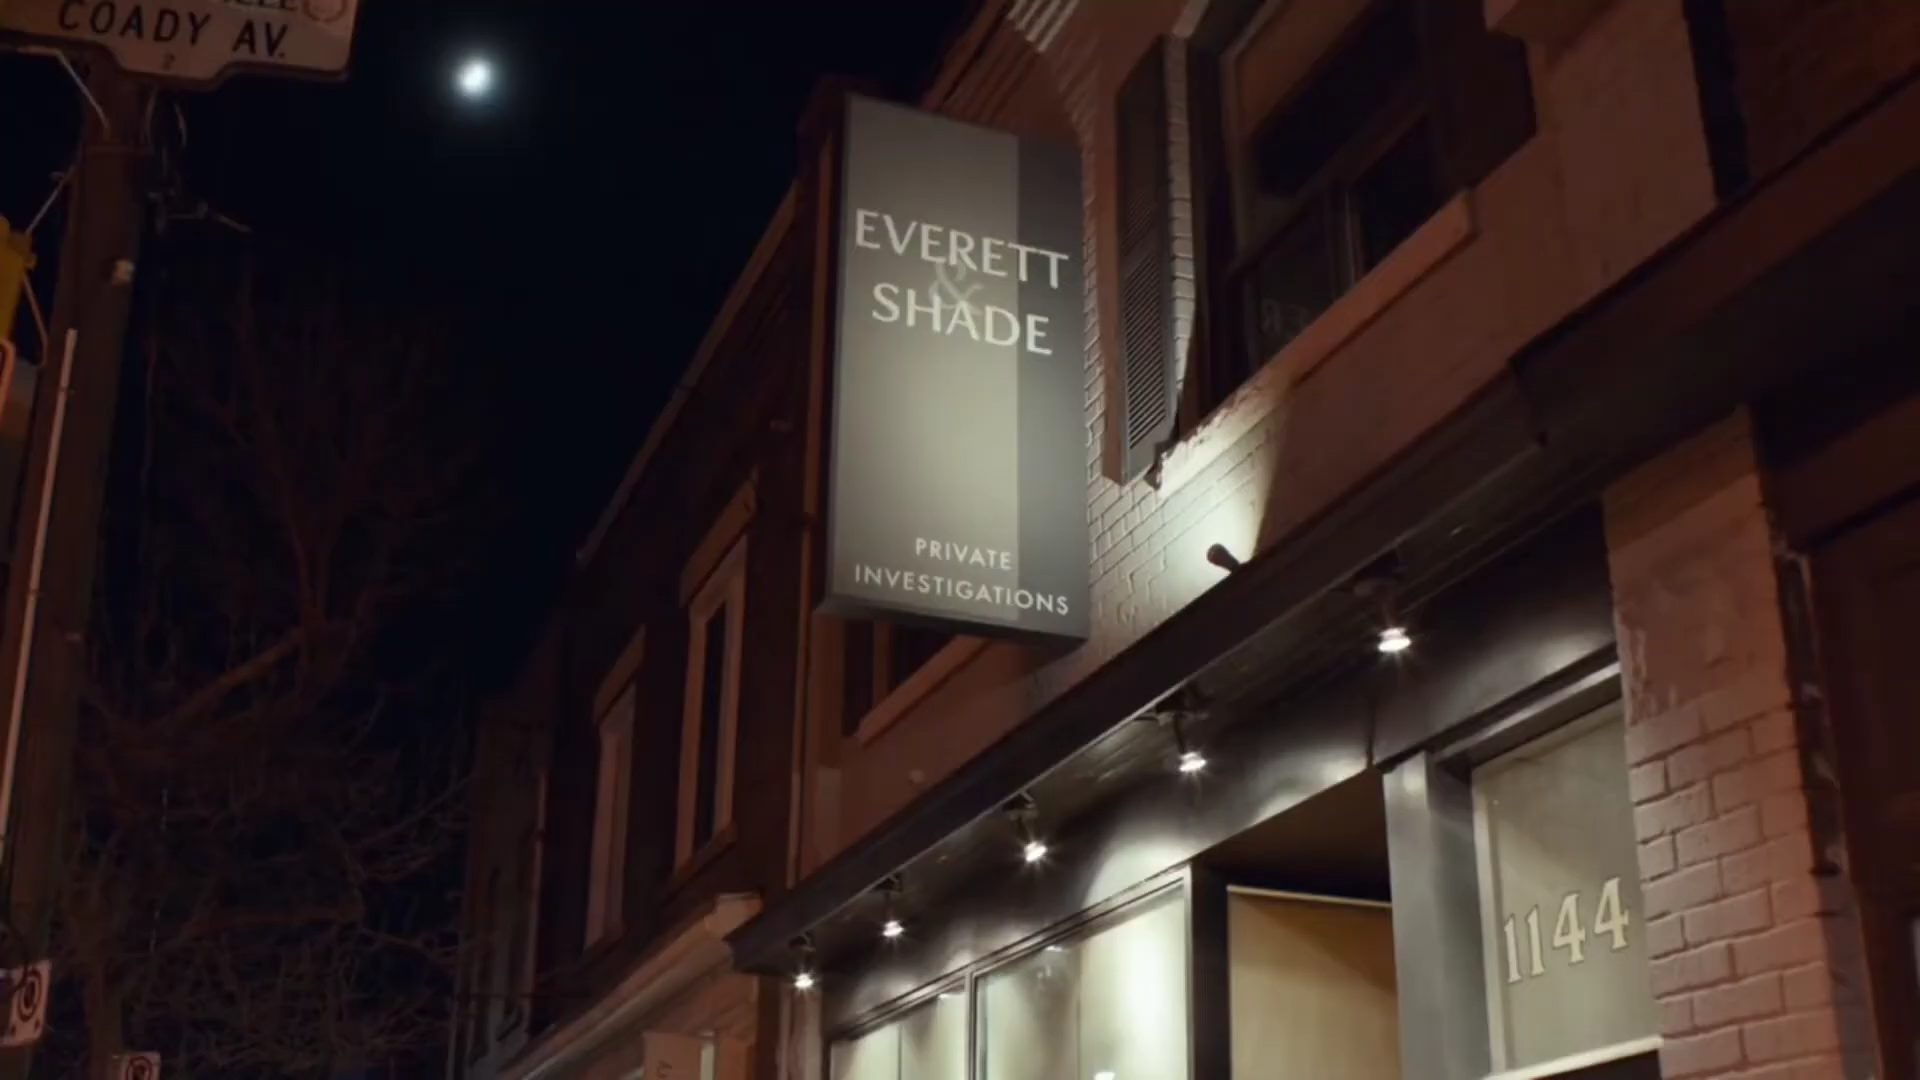 COADY AV.
EVERETT
&
SHADE
PRIVATE
INVESTIGATIONS
1144